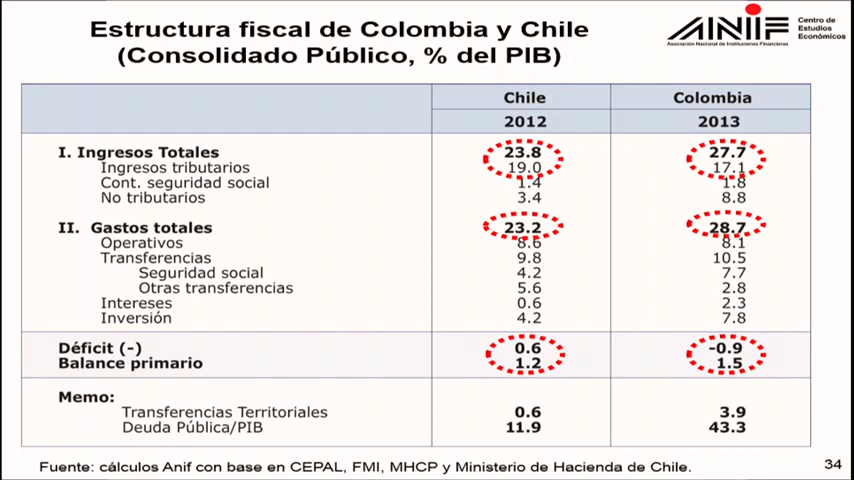 Estructura fiscal de Colombia y Chile
(Consolidado Público, % del PIB)
ANIF
Centro de
Estudios
Económicos
Asociación Nacional de Instituciones Financieras
Chile Colombia
2012 2013
I. Ingresos Totales 23.8 27.7
Ingresos tributarios 19.0 17.1
Cont. seguridad social 1.4 1.8
No tributarios 3.4 8.8
II. Gastos totales 23.2 28.7
Operativos 8.6 8.1
Transferencias 9.8 10.5
Seguridad social 4.2 7.7
Otras transferencias 5.6 2.8
Intereses 0.6 2.3
Inversión 4.2 7.8
Déficit (-) 0.6 -0.9
Balance primario 1.2 1.5
Memo:
Transferencias Territoriales 0.6 3.9
Deuda Pública/PIB 11.9 43.3
Fuente: cálculos Anif con base en CEPAL, FMI, MHCP y Ministerio de Hacienda de Chile.
34